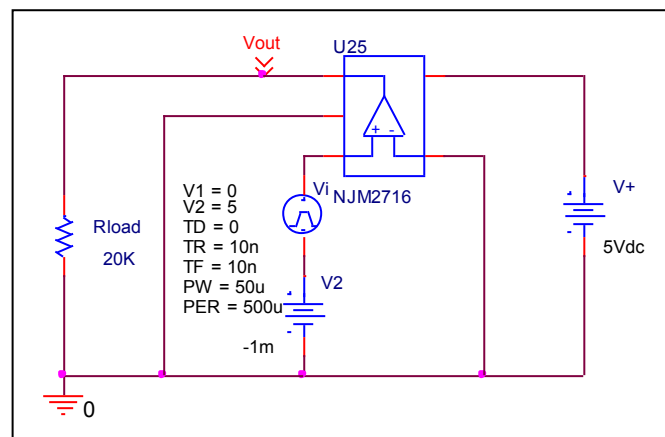 Vout
U25
+ -
Vi
NJM2716
V1 = 0
V2 = 5
TD = 0
TR = 10n
TF = 10n
PW = 50u
PER = 500u
V2
-1m
Rload
20K
V+
5Vdc
0